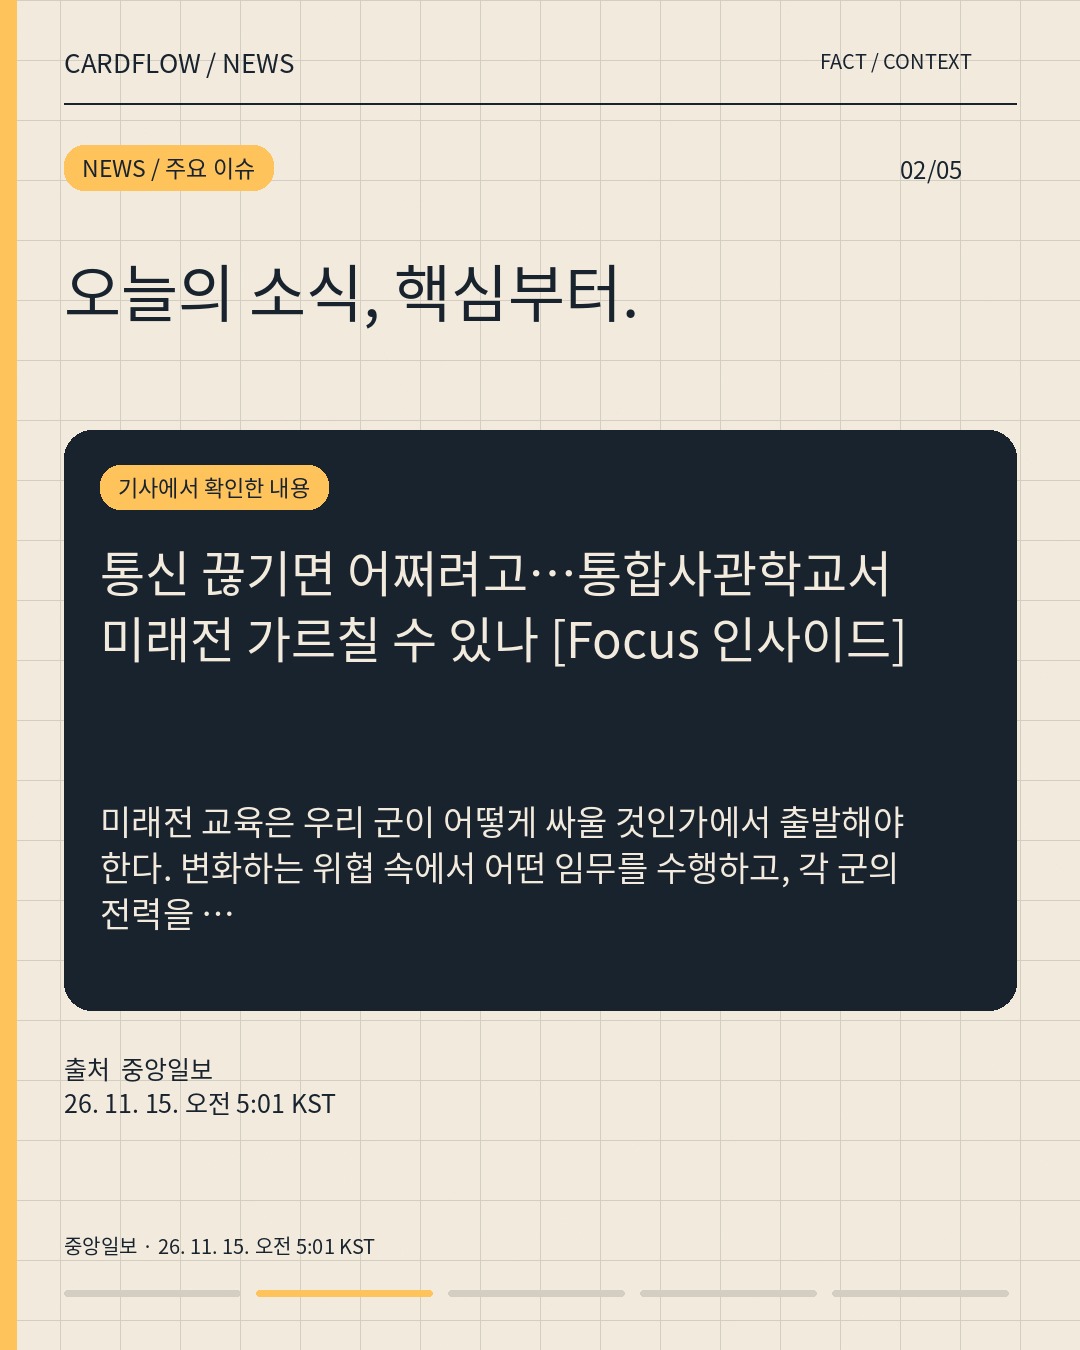 CARDFLOW / NEWS
FACT / CONTEXT
NEWS / 주요 이슈
02/05
오늘의 소식, 핵심부터.
기사에서 확인한 내용
통신 끊기면 어쩌려고…통합사관학교서
미래전 가르칠 수 있나 [Focus 인사이드]
미래전 교육은 우리 군이 어떻게 싸울 것인가에서 출발해야
한다. 변화하는 위협 속에서 어떤 임무를 수행하고, 각 군의
전력을 …
출처 중앙일보
26. 11. 15. 오전 5:01 KST
중앙일보 · 26. 11. 15. 오전 5:01 KST